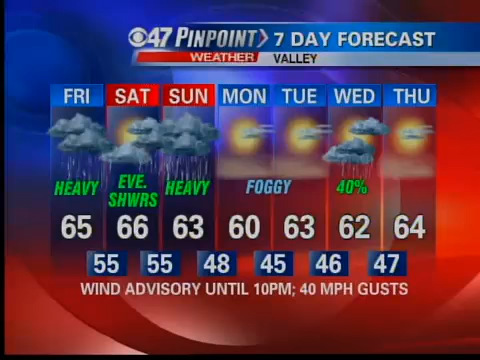 47 PINPOINT 7 DAY FORECAST
WEATHER VALLEY
FRI SAT SUN MON TUE WED THU
HEAVY EVE. SHWRS HEAVY FOGGY 40%
65 66 63 60 63 62 64
55 55 48 45 46 47
WIND ADVISORY UNTIL 10PM; 40 MPH GUSTS